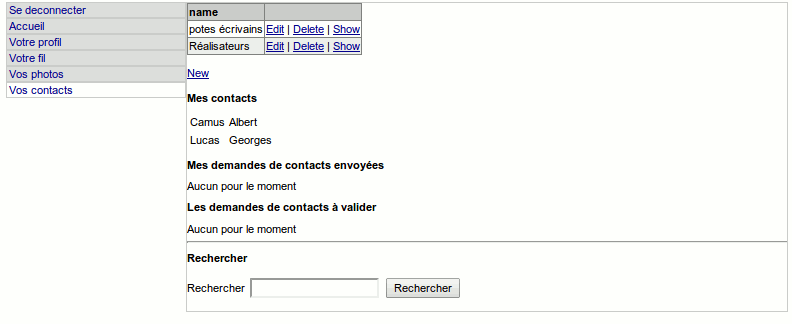 Se deconnecter
Accueil
Votre profil
Votre fil
Vos photos
Vos contacts
name
potes écrivains Edit | Delete | Show
Réalisateurs Edit | Delete | Show
New
Mes contacts
Camus Albert
Lucas Georges
Mes demandes de contacts envoyées
Aucun pour le moment
Les demandes de contacts à valider
Aucun pour le moment
Rechercher
Rechercher Rechercher